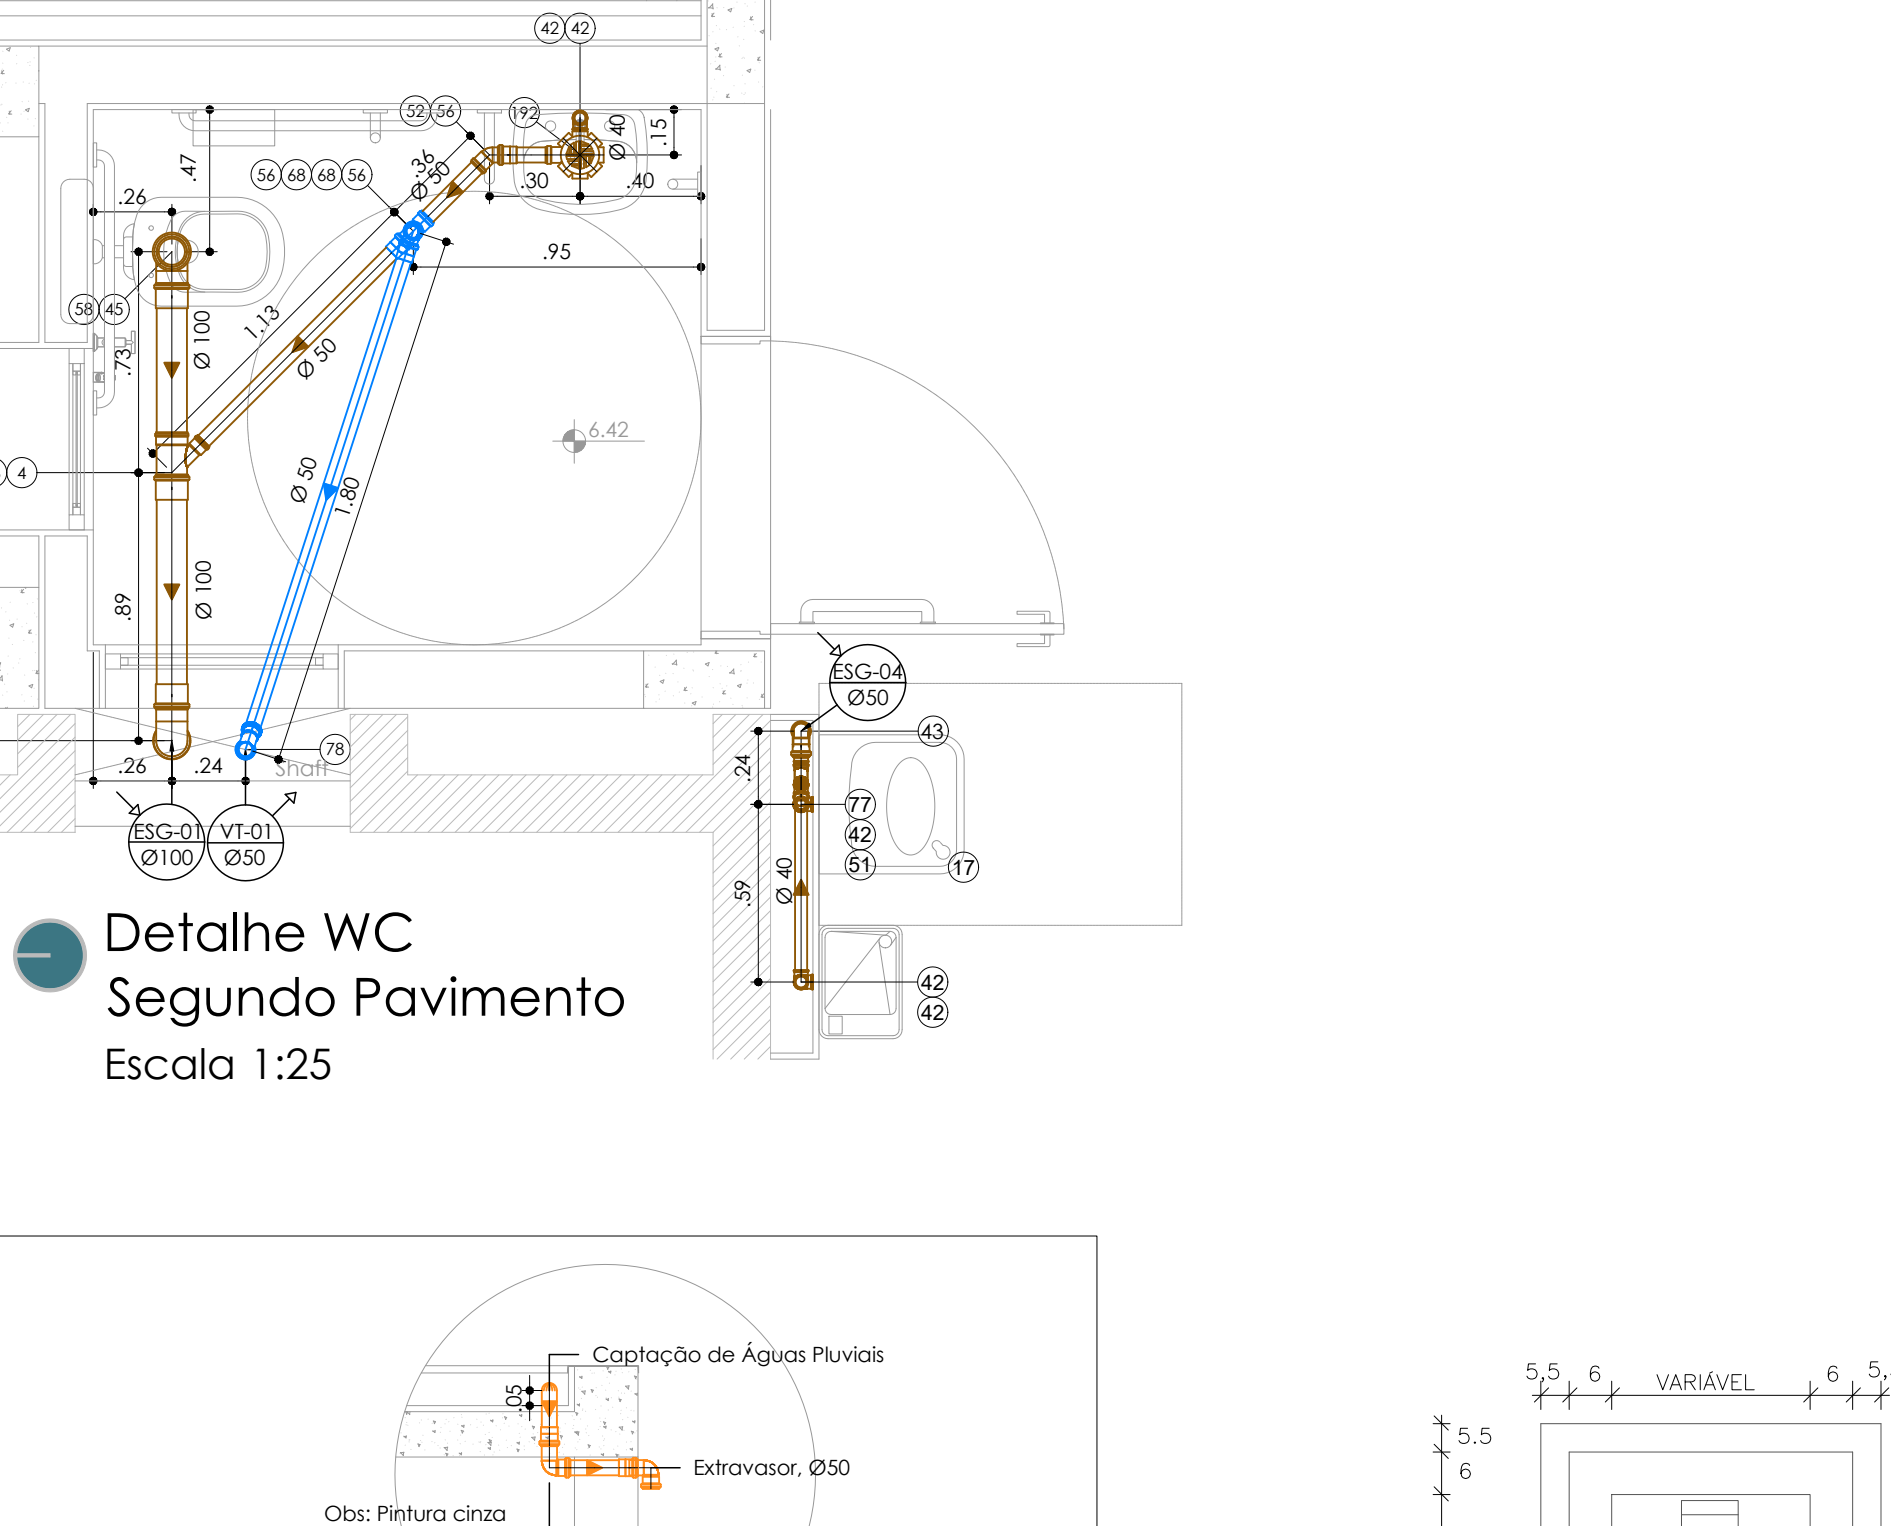 42 42
52 56
192
Ø 40
.15
.47
.36
Ø 50
56 68 68 56
.26
.30
.40
.95
58 45
Ø 100
1.13
.73
Ø 50
6.42
4
Ø 50
1.80
.89
Ø 100
ESG-04
Ø50
43
.24
78
.26
.24
Shaft
77
42
51
17
ESG-01
Ø100
VT-01
Ø50
.59
Ø 40
42
42
Detalhe WC
Segundo Pavimento
Escala 1:25
Captação de Águas Pluviais
.05
Extravasor, Ø50
Obs: Pintura cinza
5,5
6
VARIÁVEL
6
5.5
6